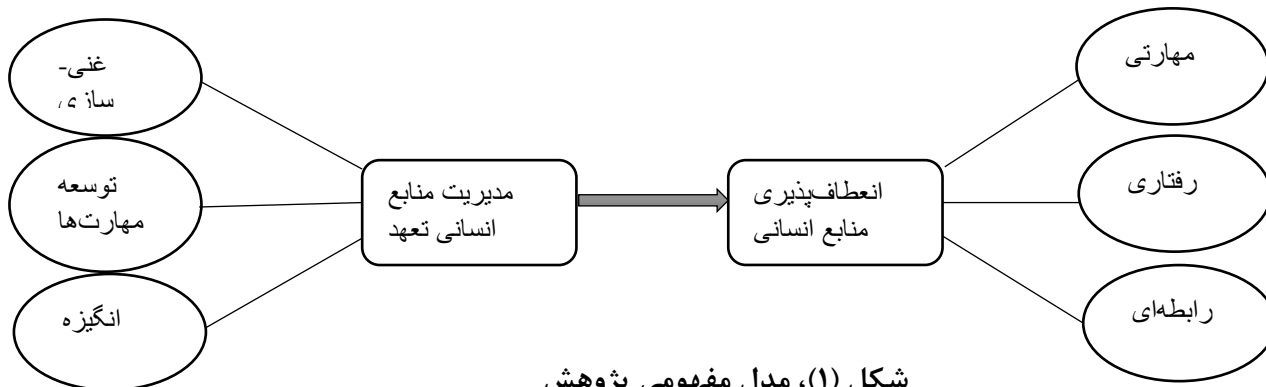 غنی-
سازی
توسعه
مهارت‌ها
انگیزه
مدیریت منابع
انسانی تعهد
انعطاف‌پذیری
منابع انسانی
مهارتی
رفتاری
رابطه‌ای
شکل (۱)، مدل مفهومی پژوهش